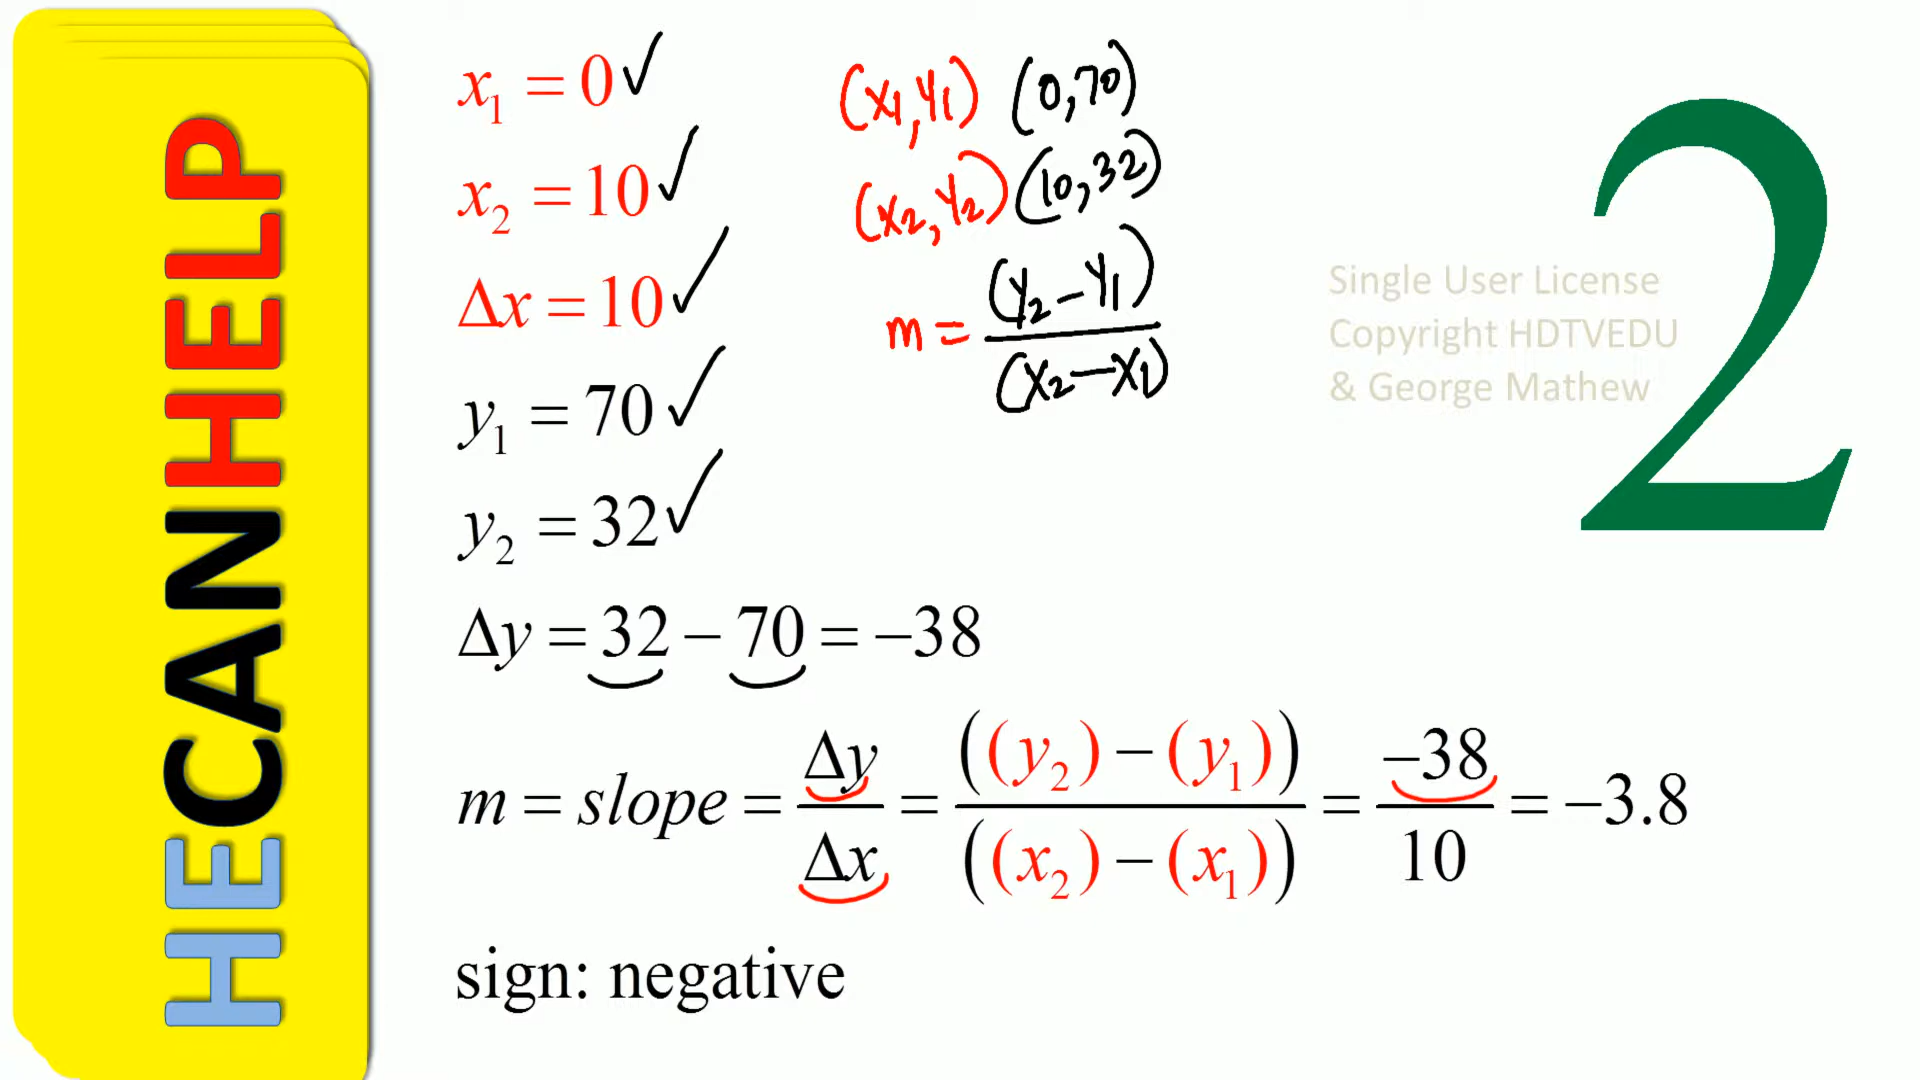 HECANHELP
x₁ = 0 ✓
x₂ = 10 ✓
Δx = 10 ✓
y₁ = 70 ✓
y₂ = 32 ✓
Δy = 32 − 70 = −38
m = slope = Δy/Δx = ((y₂) − (y₁))/((x₂) − (x₁)) = −38/10 = −3.8
sign: negative
(x₁, y₁) (0, 70)
(x₂, y₂) (10, 32)
m = (y₂ − y₁)/(x₂ − x₁)
Single User License
Copyright HDTVEDU
& George Mathew
2